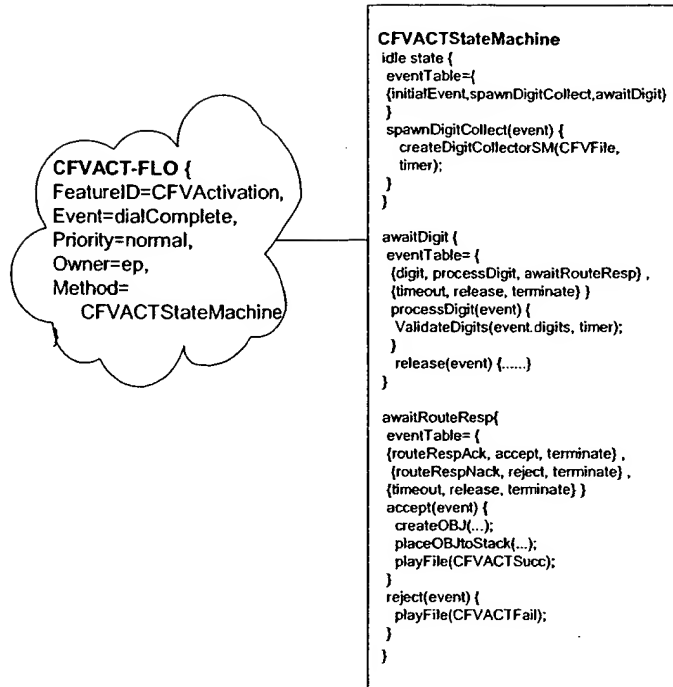 CFVACT-FLO {
FeatureID=CFVActivation,
Event=dialComplete,
Priority=normal,
Owner=ep,
Method=
CFVACTStateMachine
}
CFVACTStateMachine
idle state {
eventTable={
{initialEvent,spawnDigitCollect,awaitDigit}
}
spawnDigitCollect(event) {
createDigitCollectorSM(CFVFile,
timer);
}
}
awaitDigit {
eventTable= {
{digit, processDigit, awaitRouteResp} ,
{timeout, release, terminate} }
processDigit(event) {
ValidateDigits(event.digits, timer);
}
release(event) {......}
}
awaitRouteResp{
eventTable= {
{routeRespAck, accept, terminate} ,
{routeRespNack, reject, terminate} ,
{timeout, release, terminate} }
accept(event) {
createOBJ(...);
placeOBJtoStack(...);
playFile(CFVACTSucc);
}
reject(event) {
playFile(CFVACTFail);
}
}